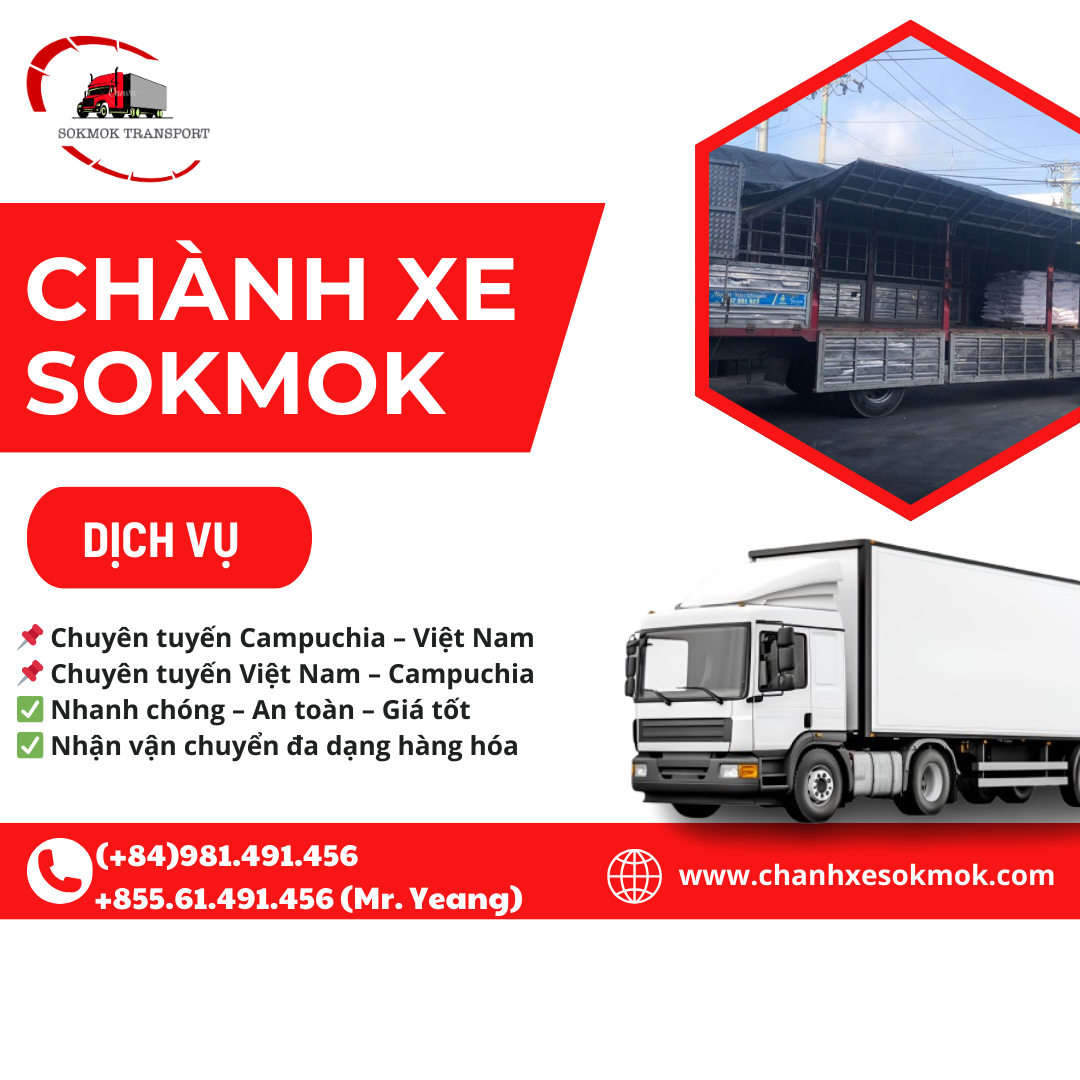 SOKMOK TRANSPORT
CHÀNH XE
SOKMOK
DỊCH VỤ
📌 Chuyên tuyến Campuchia – Việt Nam
📌 Chuyên tuyến Việt Nam – Campuchia
✅ Nhanh chóng – An toàn – Giá tốt
✅ Nhận vận chuyển đa dạng hàng hóa
(+84)981.491.456
+855.61.491.456 (Mr. Yeang)
www.chanhxesokmok.com